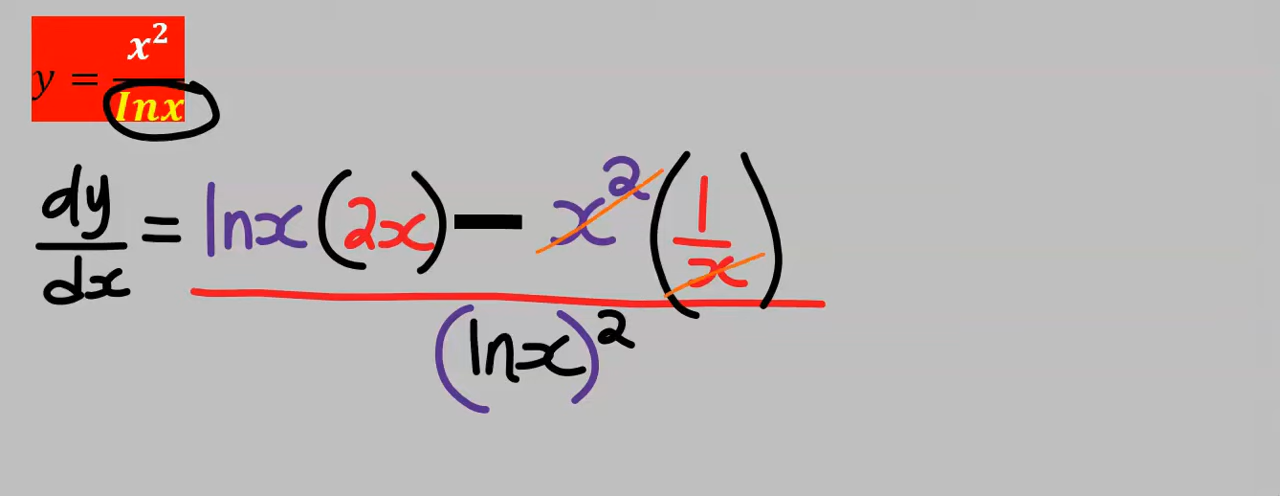 y = x²/lnx
dy/dx = lnx(2x) − x²(1/x)
(lnx)²